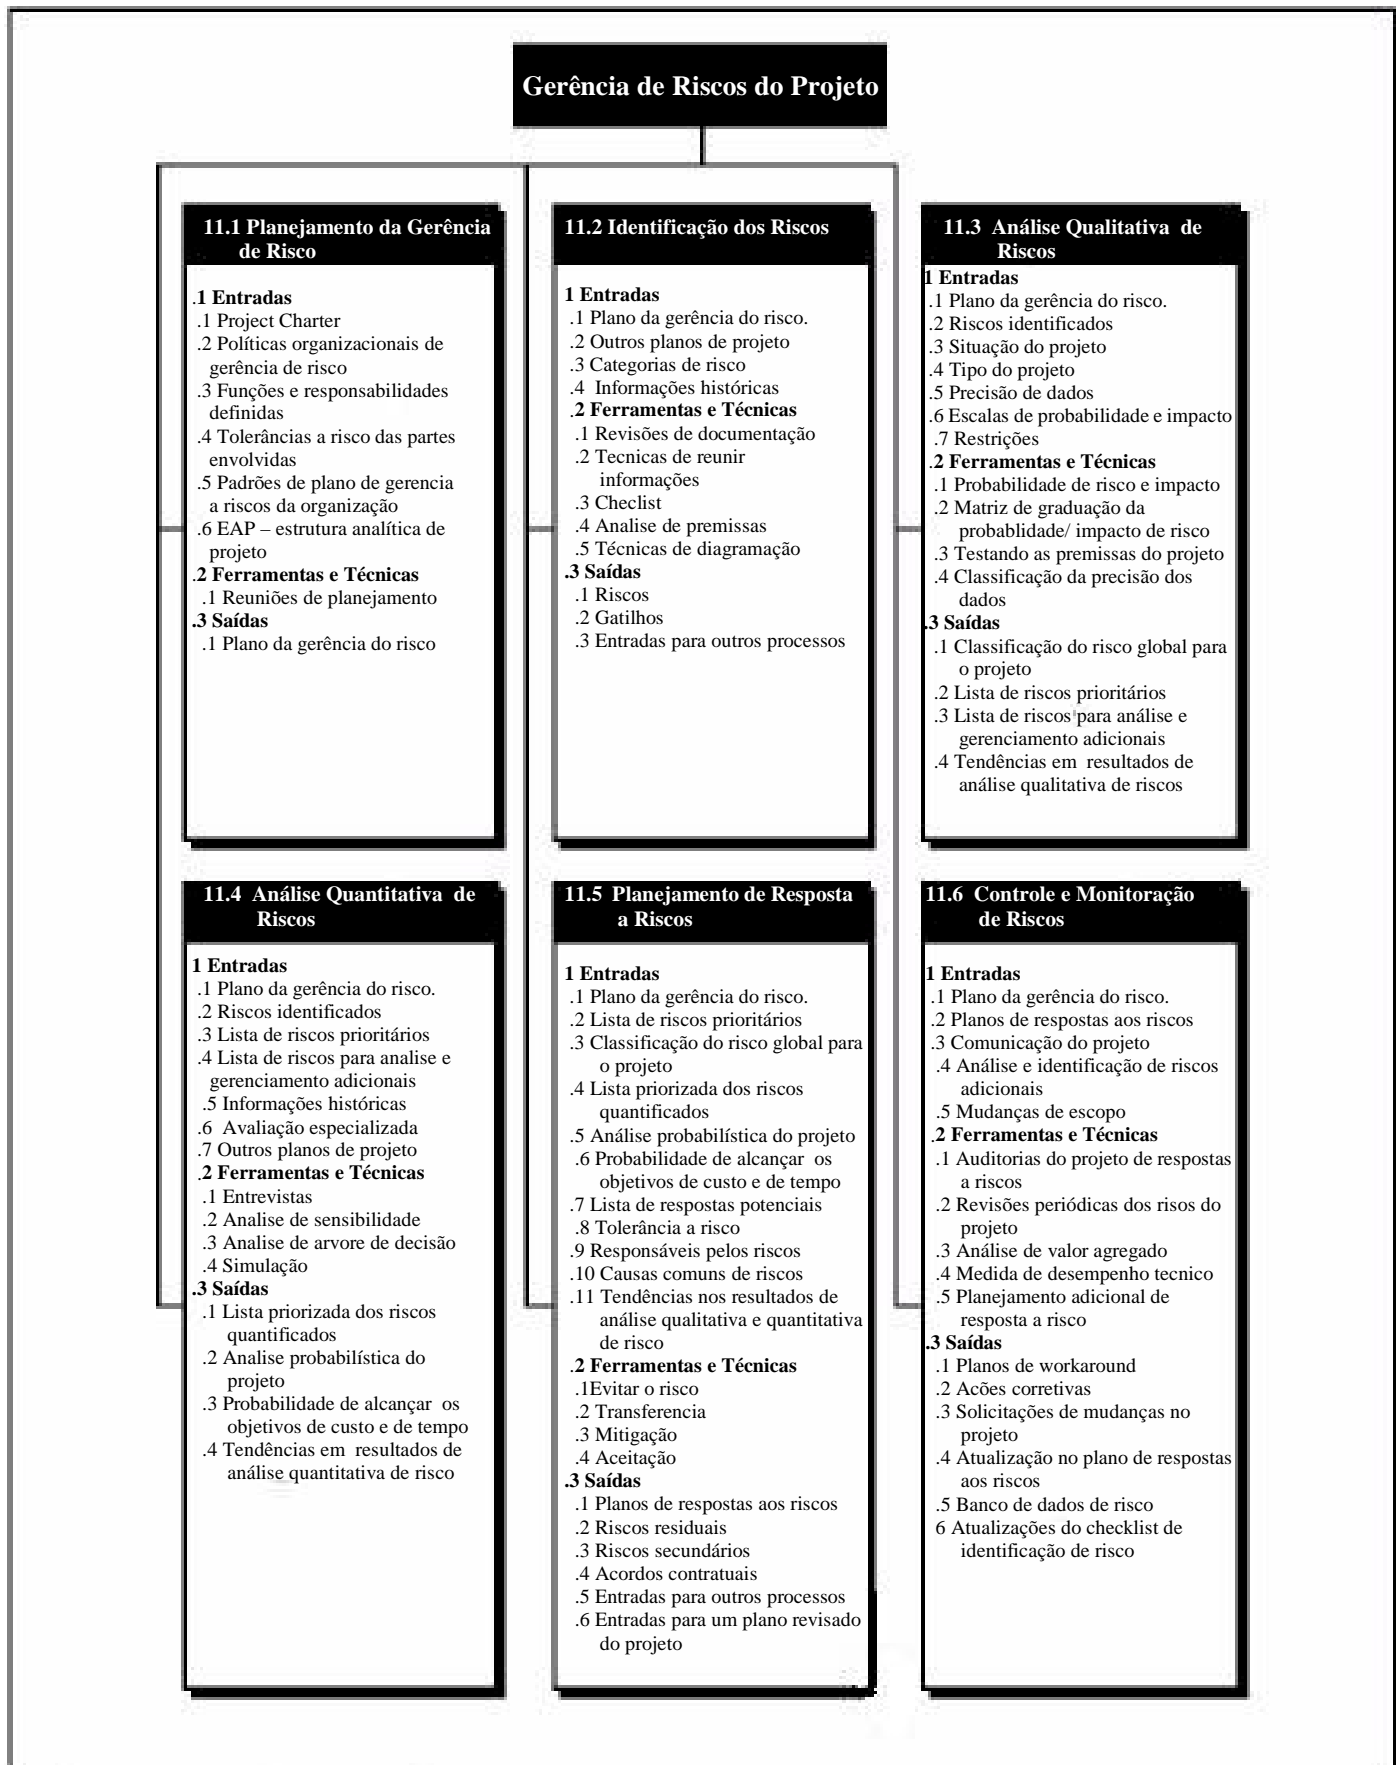 Gerência de Riscos do Projeto
11.1 Planejamento da Gerência
de Risco
.1 Entradas
.1 Project Charter
.2 Políticas organizacionais de
gerência de risco
.3 Funções e responsabilidades
definidas
.4 Tolerâncias a risco das partes
envolvidas
.5 Padrões de plano de gerencia
a riscos da organização
.6 EAP – estrutura analítica de
projeto
.2 Ferramentas e Técnicas
.1 Reuniões de planejamento
.3 Saídas
.1 Plano da gerência do risco
11.2 Identificação dos Riscos
1 Entradas
.1 Plano da gerência do risco.
.2 Outros planos de projeto
.3 Categorias de risco
.4 Informações históricas
.2 Ferramentas e Técnicas
.1 Revisões de documentação
.2 Tecnicas de reunir
informações
.3 Checlist
.4 Analise de premissas
.5 Técnicas de diagramação
.3 Saídas
.1 Riscos
.2 Gatilhos
.3 Entradas para outros processos
11.3 Análise Qualitativa de
Riscos
1 Entradas
.1 Plano da gerência do risco.
.2 Riscos identificados
.3 Situação do projeto
.4 Tipo do projeto
.5 Precisão de dados
.6 Escalas de probabilidade e impacto
.7 Restrições
.2 Ferramentas e Técnicas
.1 Probabilidade de risco e impacto
.2 Matriz de graduação da
probablidade/ impacto de risco
.3 Testando as premissas do projeto
.4 Classificação da precisão dos
dados
.3 Saídas
.1 Classificação do risco global para
o projeto
.2 Lista de riscos prioritários
.3 Lista de riscos para análise e
gerenciamento adicionais
.4 Tendências em resultados de
análise qualitativa de riscos
11.4 Análise Quantitativa de
Riscos
1 Entradas
.1 Plano da gerência do risco.
.2 Riscos identificados
.3 Lista de riscos prioritários
.4 Lista de riscos para analise e
gerenciamento adicionais
.5 Informações históricas
.6 Avaliação especializada
.7 Outros planos de projeto
.2 Ferramentas e Técnicas
.1 Entrevistas
.2 Analise de sensibilidade
.3 Analise de arvore de decisão
.4 Simulação
.3 Saídas
.1 Lista priorizada dos riscos
quantificados
.2 Analise probabilística do
projeto
.3 Probabilidade de alcançar os
objetivos de custo e de tempo
.4 Tendências em resultados de
análise quantitativa de risco
11.5 Planejamento de Resposta
a Riscos
1 Entradas
.1 Plano da gerência do risco.
.2 Lista de riscos prioritários
.3 Classificação do risco global para
o projeto
.4 Lista priorizada dos riscos
quantificados
.5 Análise probabilística do projeto
.6 Probabilidade de alcançar os
objetivos de custo e de tempo
.7 Lista de respostas potenciais
.8 Tolerância a risco
.9 Responsáveis pelos riscos
.10 Causas comuns de riscos
.11 Tendências nos resultados de
análise qualitativa e quantitativa
de risco
.2 Ferramentas e Técnicas
.1Evitar o risco
.2 Transferencia
.3 Mitigação
.4 Aceitação
.3 Saídas
.1 Planos de respostas aos riscos
.2 Riscos residuais
.3 Riscos secundários
.4 Acordos contratuais
.5 Entradas para outros processos
.6 Entradas para um plano revisado
do projeto
11.6 Controle e Monitoração
de Riscos
1 Entradas
.1 Plano da gerência do risco.
.2 Planos de respostas aos riscos
.3 Comunicação do projeto
.4 Análise e identificação de riscos
adicionais
.5 Mudanças de escopo
.2 Ferramentas e Técnicas
.1 Auditorias do projeto de respostas
a riscos
.2 Revisões periódicas dos risos do
projeto
.3 Análise de valor agregado
.4 Medida de desempenho tecnico
.5 Planejamento adicional de
resposta a risco
.3 Saídas
.1 Planos de workaround
.2 Acões corretivas
.3 Solicitações de mudanças no
projeto
.4 Atualização no plano de respostas
aos riscos
.5 Banco de dados de risco
6 Atualizações do checklist de
identificação de risco